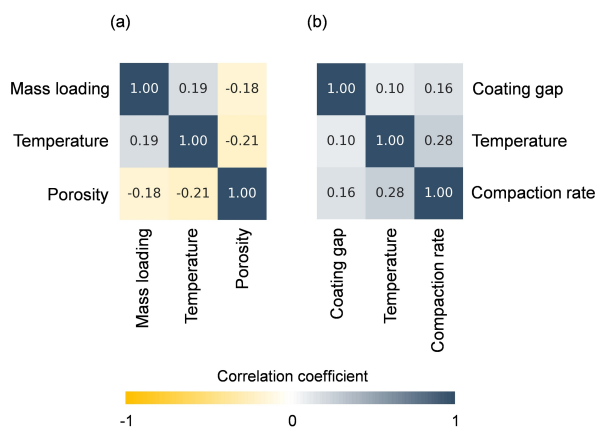 (a) (b)
Mass loading 1.00 0.19 -0.18 1.00 0.10 0.16 Coating gap
Temperature 0.19 1.00 -0.21 0.10 1.00 0.28 Temperature
Porosity -0.18 -0.21 1.00 0.16 0.28 1.00 Compaction rate
Mass loading
Temperature
Porosity
Coating gap
Temperature
Compaction rate
Correlation coefficient
-1 0 1